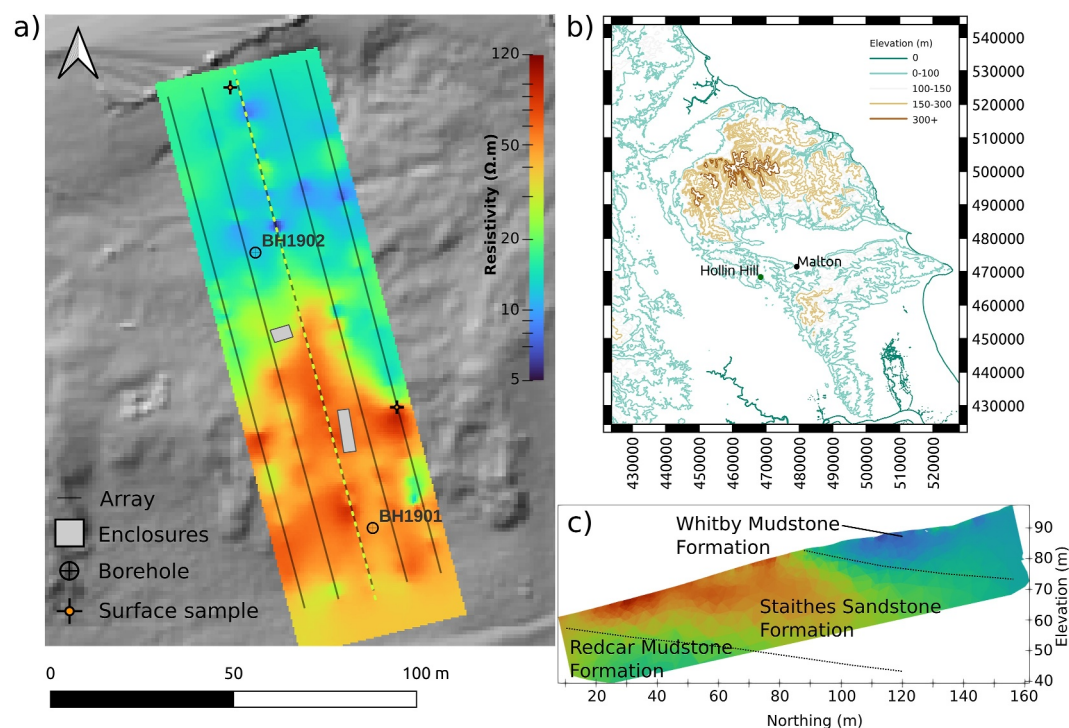 a)
120
50
20
10
5
Resistivity (Ω.m)
BH1902
BH1901
Array
Enclosures
Borehole
Surface sample
0
50
100 m
b)
Elevation (m)
0
0-100
100-150
150-300
300+
Hollin Hill
Malton
540000
530000
520000
510000
500000
490000
480000
470000
460000
450000
440000
430000
430000
440000
450000
460000
470000
480000
490000
500000
510000
520000
c)
Whitby Mudstone
Formation
Staithes Sandstone
Formation
Redcar Mudstone
Formation
90
80
70
60
50
40
Elevation (m)
20
40
60
80
100
120
140
160
Northing (m)